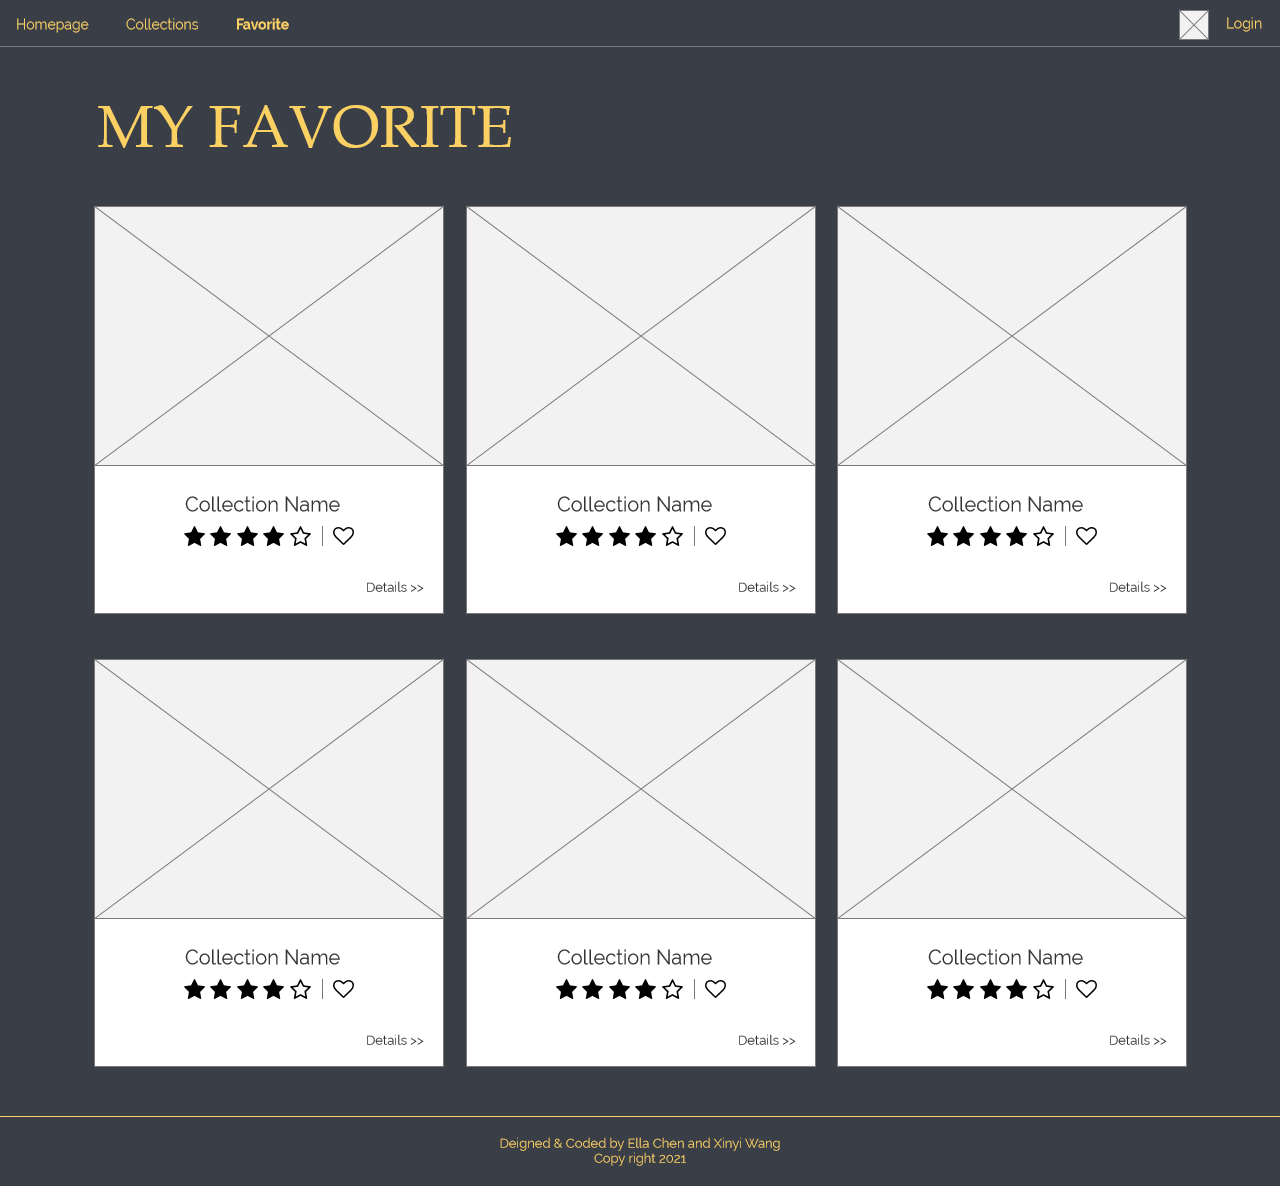 Homepage Collections Favorite Login
MY FAVORITE
Collection Name Collection Name Collection Name
Details >> Details >> Details >>
Collection Name Collection Name Collection Name
Details >> Details >> Details >>
Deigned & Coded by Ella Chen and Xinyi Wang
Copy right 2021